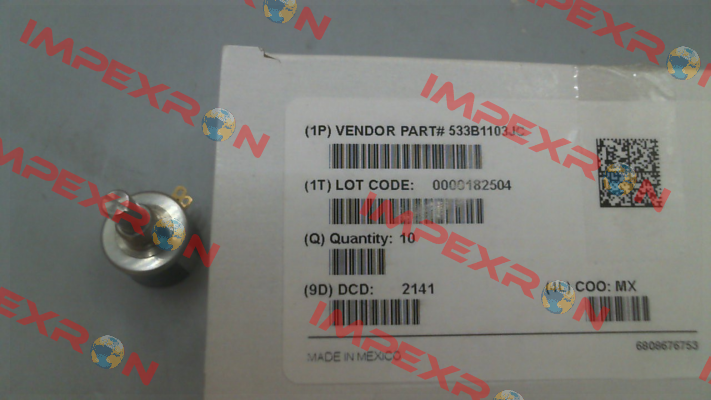 IMPEXRON
(1P) VENDOR PART# 533B1103JC
(1T) LOT CODE: 0000182504
(Q) Quantity: 10
(9D) DCD: 2141
(4L) COO: MX
6808676753
MADE IN MEXICO